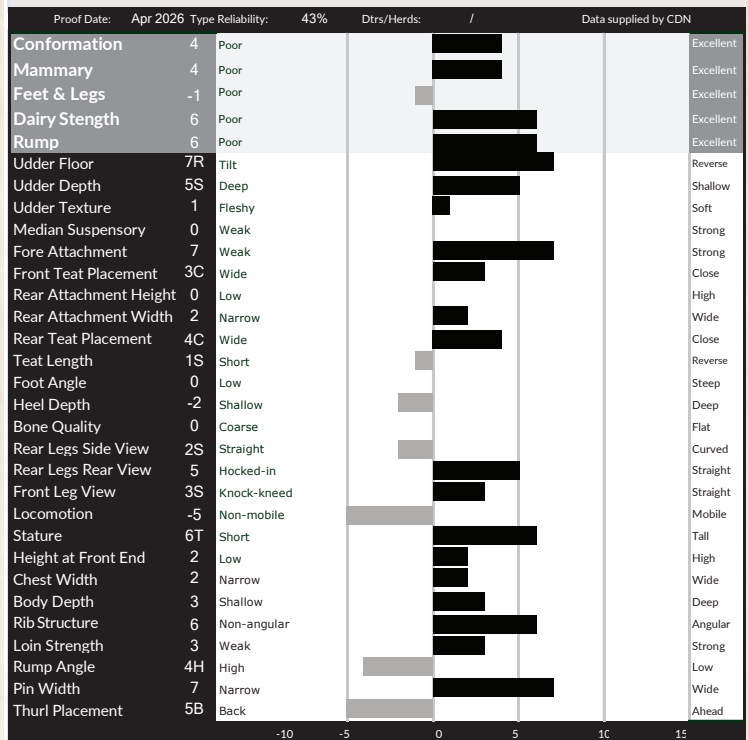 Proof Date: Apr 2026 Type Reliability: 43% Dtrs/Herds: / Data supplied by CDN
Conformation 4 Poor Excellent
Mammary 4 Poor Excellent
Feet & Legs -1 Poor Excellent
Dairy Stength 6 Poor Excellent
Rump 6 Poor Excellent
Udder Floor 7R Tilt Reverse
Udder Depth 5S Deep Shallow
Udder Texture 1 Fleshy Soft
Median Suspensory 0 Weak Strong
Fore Attachment 7 Weak Strong
Front Teat Placement 3C Wide Close
Rear Attachment Height 0 Low High
Rear Attachment Width 2 Narrow Wide
Rear Teat Placement 4C Wide Close
Teat Length 1S Short Reverse
Foot Angle 0 Low Steep
Heel Depth -2 Shallow Deep
Bone Quality 0 Coarse Flat
Rear Legs Side View 2S Straight Curved
Rear Legs Rear View 5 Hocked-in Straight
Front Leg View 3S Knock-kneed Straight
Locomotion -5 Non-mobile Mobile
Stature 6T Short Tall
Height at Front End 2 Low High
Chest Width 2 Narrow Wide
Body Depth 3 Shallow Deep
Rib Structure 6 Non-angular Angular
Loin Strength 3 Weak Strong
Rump Angle 4H High Low
Pin Width 7 Narrow Wide
Thurl Placement 5B Back Ahead
-10 -5 0 5 10 15